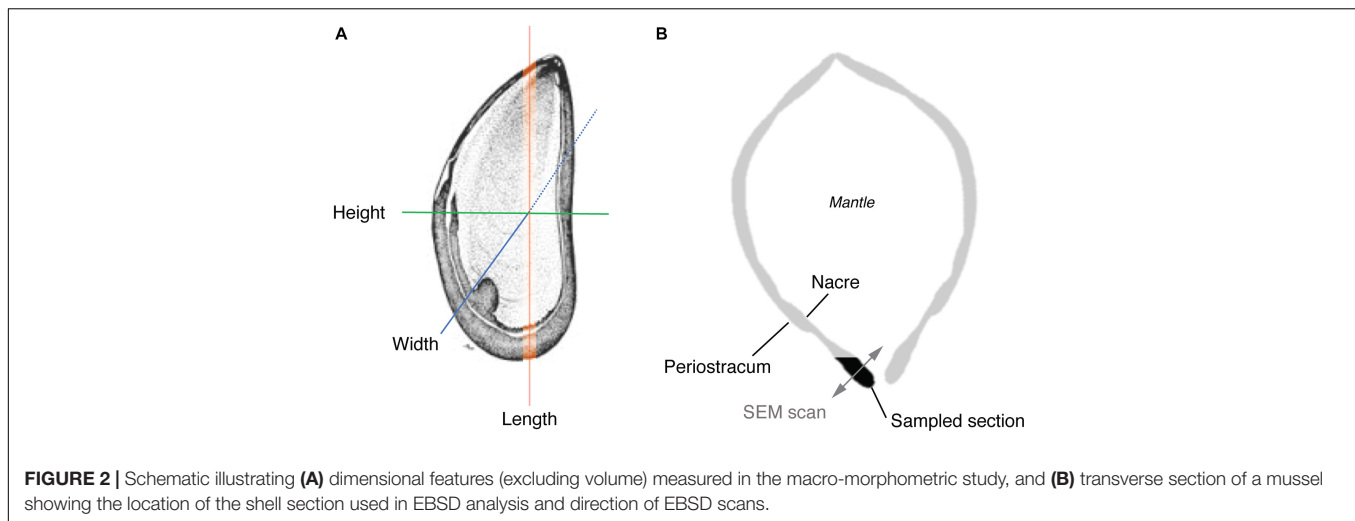 A
B
Height
Mantle
Nacre
Width
Periostracum
SEM scan
Length
Sampled section
FIGURE 2 | Schematic illustrating (A) dimensional features (excluding volume) measured in the macro-morphometric study, and (B) transverse section of a mussel
showing the location of the shell section used in EBSD analysis and direction of EBSD scans.